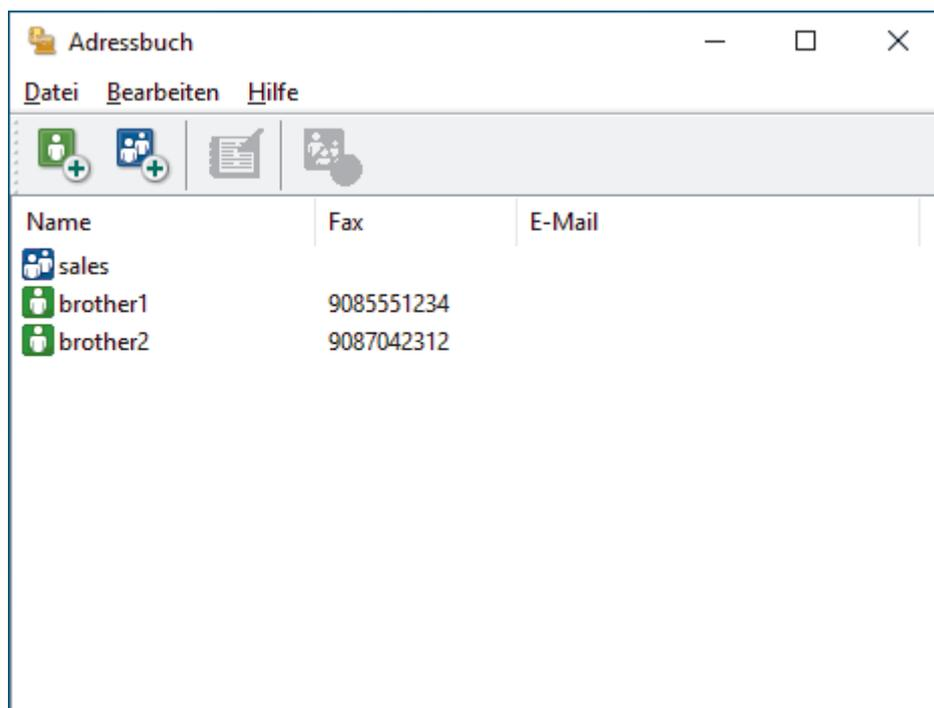 Adressbuch
Datei Bearbeiten Hilfe
Name Fax E-Mail
sales
brother1 9085551234
brother2 9087042312